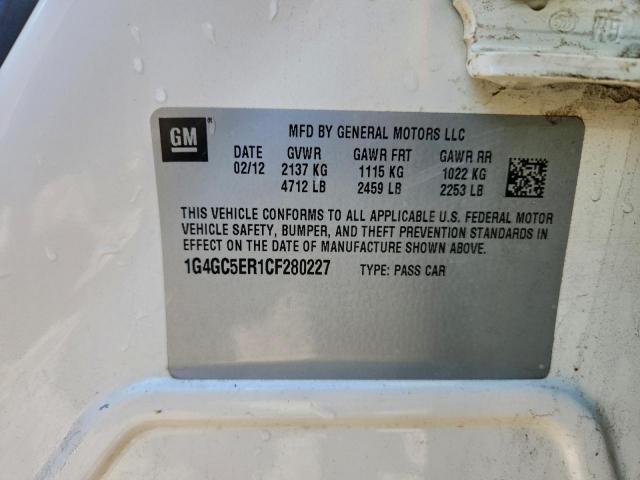 GM® MFD BY GENERAL MOTORS LLC
DATE GVWR GAWR FRT GAWR RR
02/12 2137 KG 1115 KG 1022 KG
4712 LB 2459 LB 2253 LB
THIS VEHICLE CONFORMS TO ALL APPLICABLE U.S. FEDERAL MOTOR
VEHICLE SAFETY, BUMPER, AND THEFT PREVENTION STANDARDS IN
EFFECT ON THE DATE OF MANUFACTURE SHOWN ABOVE.
1G4GC5ER1CF280227 TYPE: PASS CAR